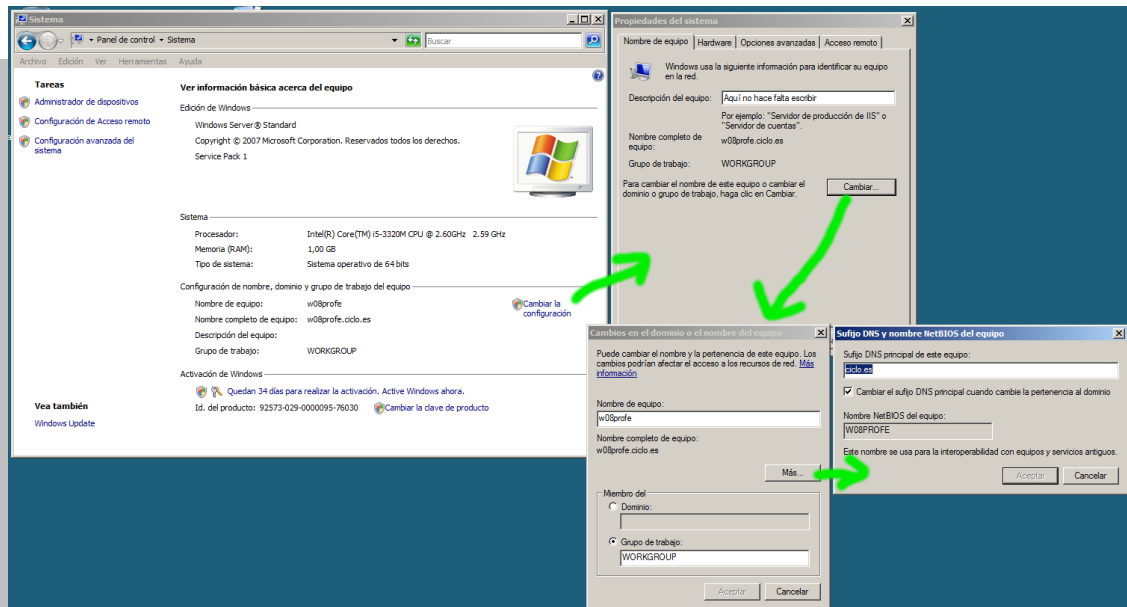 Sistema
Panel de control
Sistema
Buscar
Archivo Edición Ver Herramientas Ayuda
Tareas
Administrador de dispositivos
Configuración de Acceso remoto
Configuración avanzada del
sistema
Vea también
Windows Update
Ver información básica acerca del equipo
Edición de Windows
Windows Server® Standard
Copyright © 2007 Microsoft Corporation. Reservados todos los derechos.
Service Pack 1
Sistema
Procesador: Intel(R) Core(TM) i5-3320M CPU @ 2.60GHz 2.59 GHz
Memoria (RAM): 1,00 GB
Tipo de sistema: Sistema operativo de 64 bits
Configuración de nombre, dominio y grupo de trabajo del equipo
Nombre de equipo: w08profe
Cambiar la
configuración
Nombre completo de equipo: w08profe.ciclo.es
Descripción del equipo:
Grupo de trabajo: WORKGROUP
Activación de Windows
Quedan 34 días para realizar la activación. Active Windows ahora.
Id. del producto: 92573-029-0000095-76030 Cambiar la clave de producto
Propiedades del sistema
Nombre de equipo Hardware Opciones avanzadas Acceso remoto
Windows usa la siguiente información para identificar su equipo
en la red.
Descripción del equipo: Aquí no hace falta escribir
Por ejemplo: "Servidor de producción de IIS" o
"Servidor de cuentas".
Nombre completo de
equipo:
w08profe.ciclo.es
Grupo de trabajo: WORKGROUP
Para cambiar el nombre de este equipo o cambiar el
dominio o grupo de trabajo, haga clic en Cambiar.
Cambiar...
Cambios en el dominio o el nombre del equipo
Puede cambiar el nombre y la pertenencia de este equipo. Los
cambios podrían afectar el acceso a los recursos de red. Más
información
Nombre de equipo:
w08profe
Nombre completo de equipo:
w08profe.ciclo.es
Más...
Miembro del
Dominio:
Grupo de trabajo:
WORKGROUP
Aceptar Cancelar
Sufijo DNS y nombre NetBIOS del equipo
Sufijo DNS principal de este equipo:
ciclo.es
Cambiar el sufijo DNS principal cuando cambie la pertenencia al dominio
Nombre NetBIOS del equipo:
W08PROFE
Este nombre se usa para la interoperabilidad con equipos y servicios antiguos.
Aceptar Cancelar